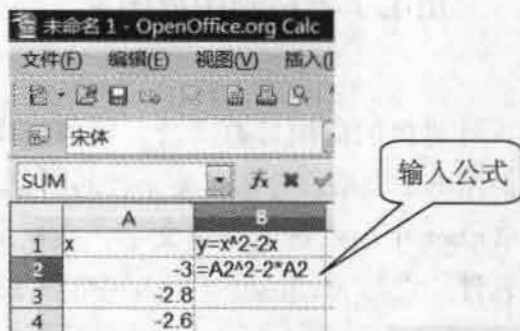 未命名 1 - OpenOffice.org Calc
文件(F) 编辑(E) 视图(V) 插入(
宋体
SUM
输入公式
A B
1 x y=x^2-2x
2 -3 =A2^2-2*A2
3 -2.8
4 -2.6